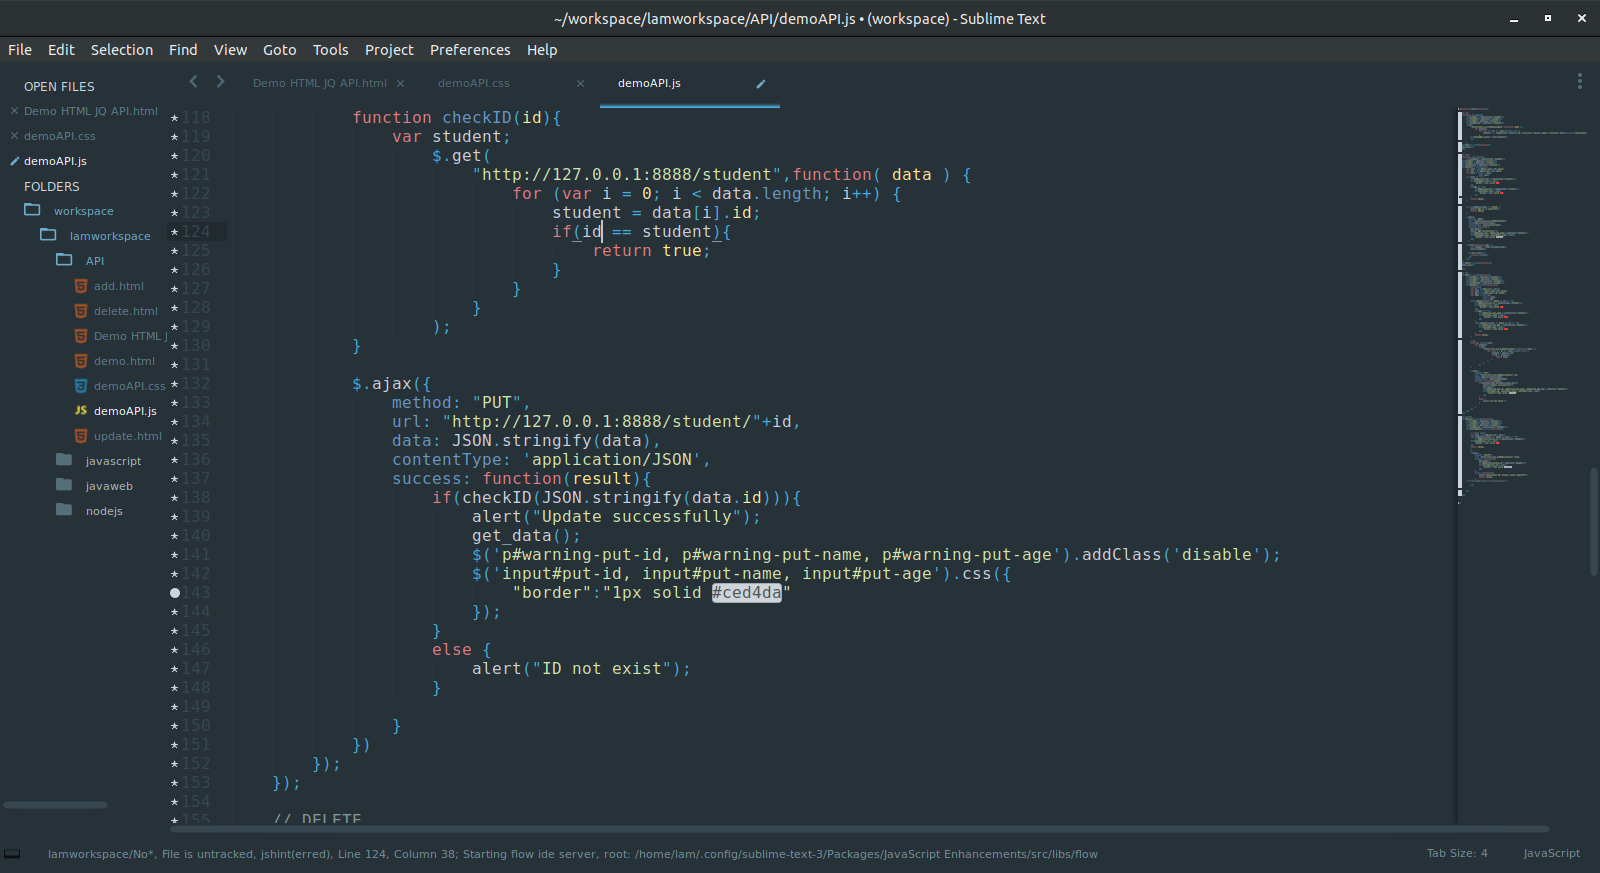 ~/workspace/lamworkspace/API/demoAPI.js • (workspace) - Sublime Text
File Edit Selection Find View Goto Tools Project Preferences Help
OPEN FILES
Demo HTML JQ API.html
demoAPI.css
demoAPI.js
FOLDERS
workspace
lamworkspace
API
add.html
delete.html
Demo HTML J
demo.html
demoAPI.css
JS demoAPI.js
update.html
javascript
javaweb
nodejs
Demo HTML JQ API.html × demoAPI.css × demoAPI.js
* 118 function checkID(id){
* 119 var student;
* 120 $.get(
* 121 "http://127.0.0.1:8888/student",function( data ) {
* 122 for (var i = 0; i < data.length; i++) {
* 123 student = data[i].id;
* 124 if(id == student){
* 125 return true;
* 126 }
* 127 }
* 128 }
* 129 );
* 130 }
* 131
* 132 $.ajax({
* 133 method: "PUT",
* 134 url: "http://127.0.0.1:8888/student/"+id,
* 135 data: JSON.stringify(data),
* 136 contentType: 'application/JSON',
* 137 success: function(result){
* 138 if(checkID(JSON.stringify(data.id))){
* 139 alert("Update successfully");
* 140 get_data();
* 141 $('p#warning-put-id, p#warning-put-name, p#warning-put-age').addClass('disable');
* 142 $('input#put-id, input#put-name, input#put-age').css({
143 "border":"1px solid #ced4da"
* 144 });
* 145 }
* 146 else {
* 147 alert("ID not exist");
* 148 }
* 149
* 150 }
* 151 })
* 152 });
* 153 });
* 154
* 155 // DELETE
lamworkspace/No*, File is untracked, jshint(erred), Line 124, Column 38; Starting flow ide server, root: /home/lam/.config/sublime-text-3/Packages/JavaScript Enhancements/src/libs/flow
Tab Size: 4 JavaScript